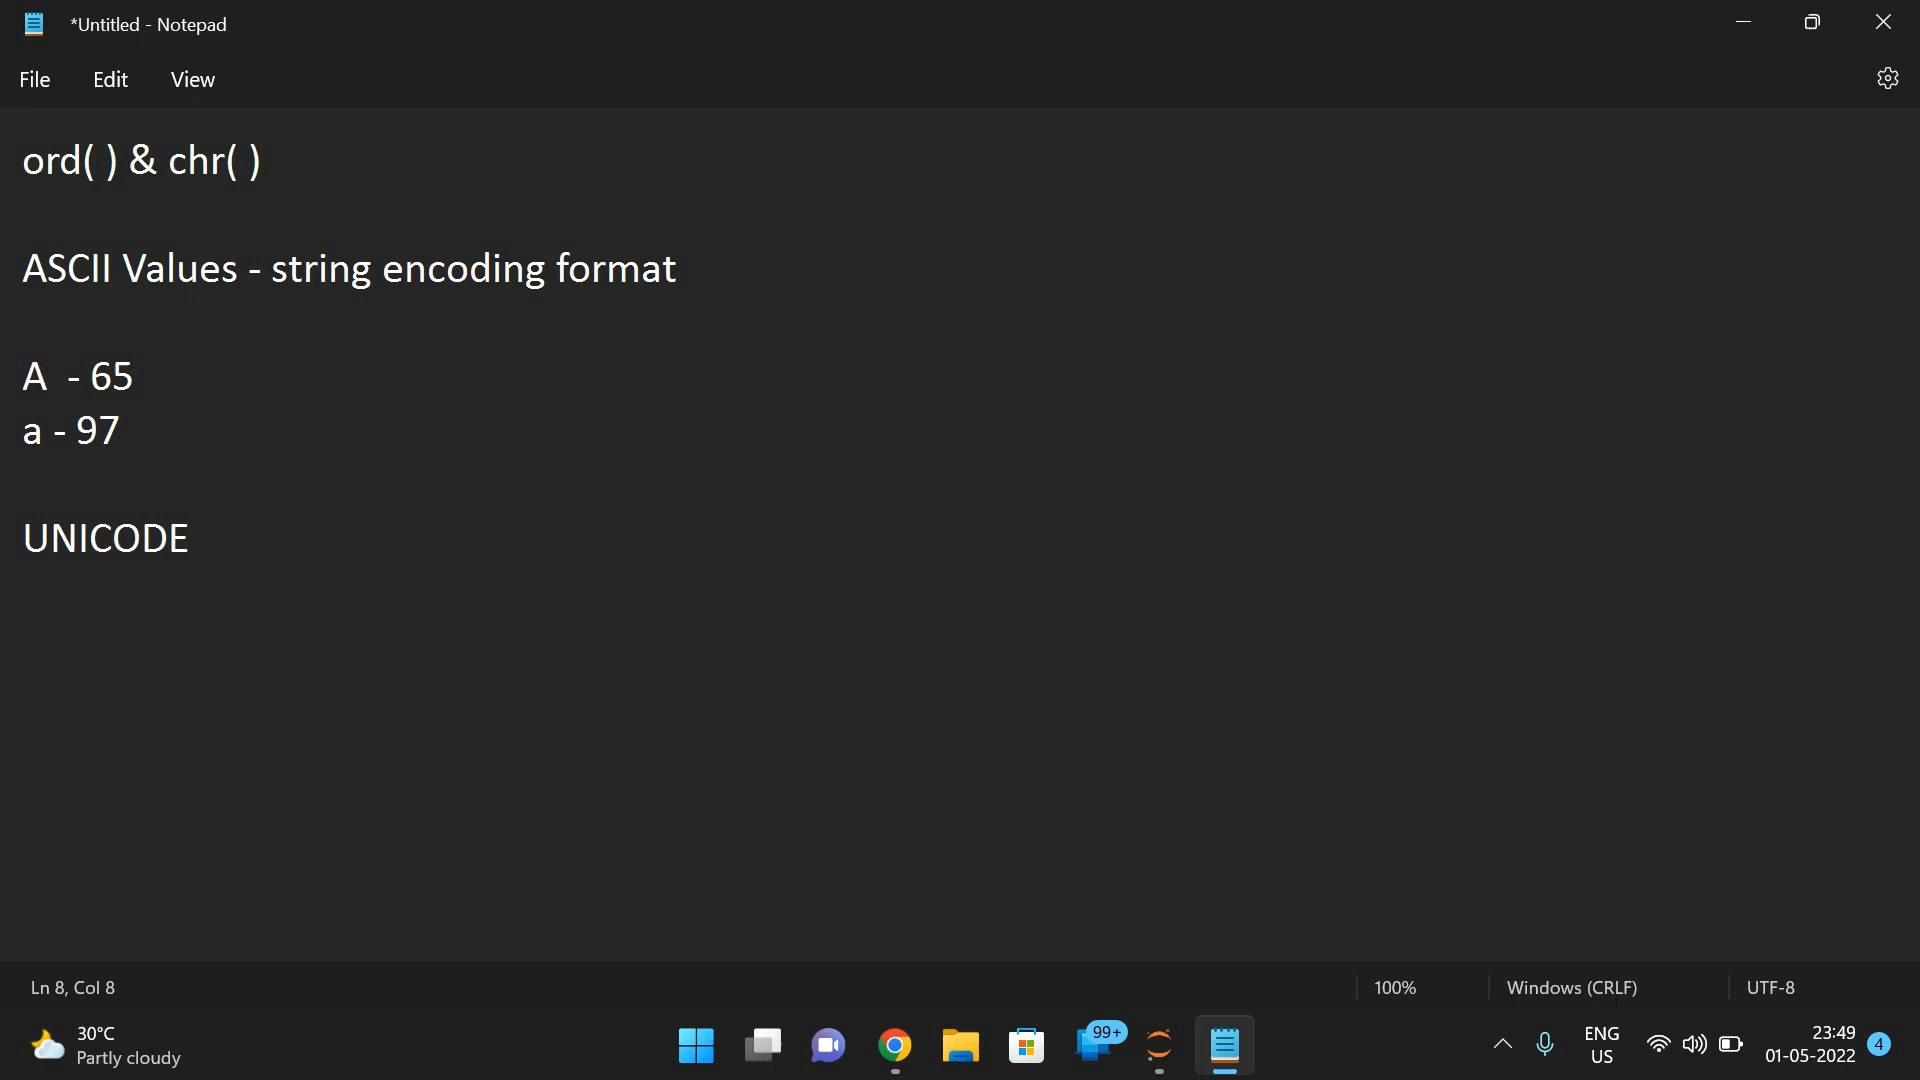 *Untitled - Notepad
File Edit View
ord( ) & chr( )
ASCII Values - string encoding format
A  - 65
a - 97
UNICODE
Ln 8, Col 8 100% Windows (CRLF) UTF-8
30°C
Partly cloudy
99+
ENG
US
23:49
01-05-2022
4